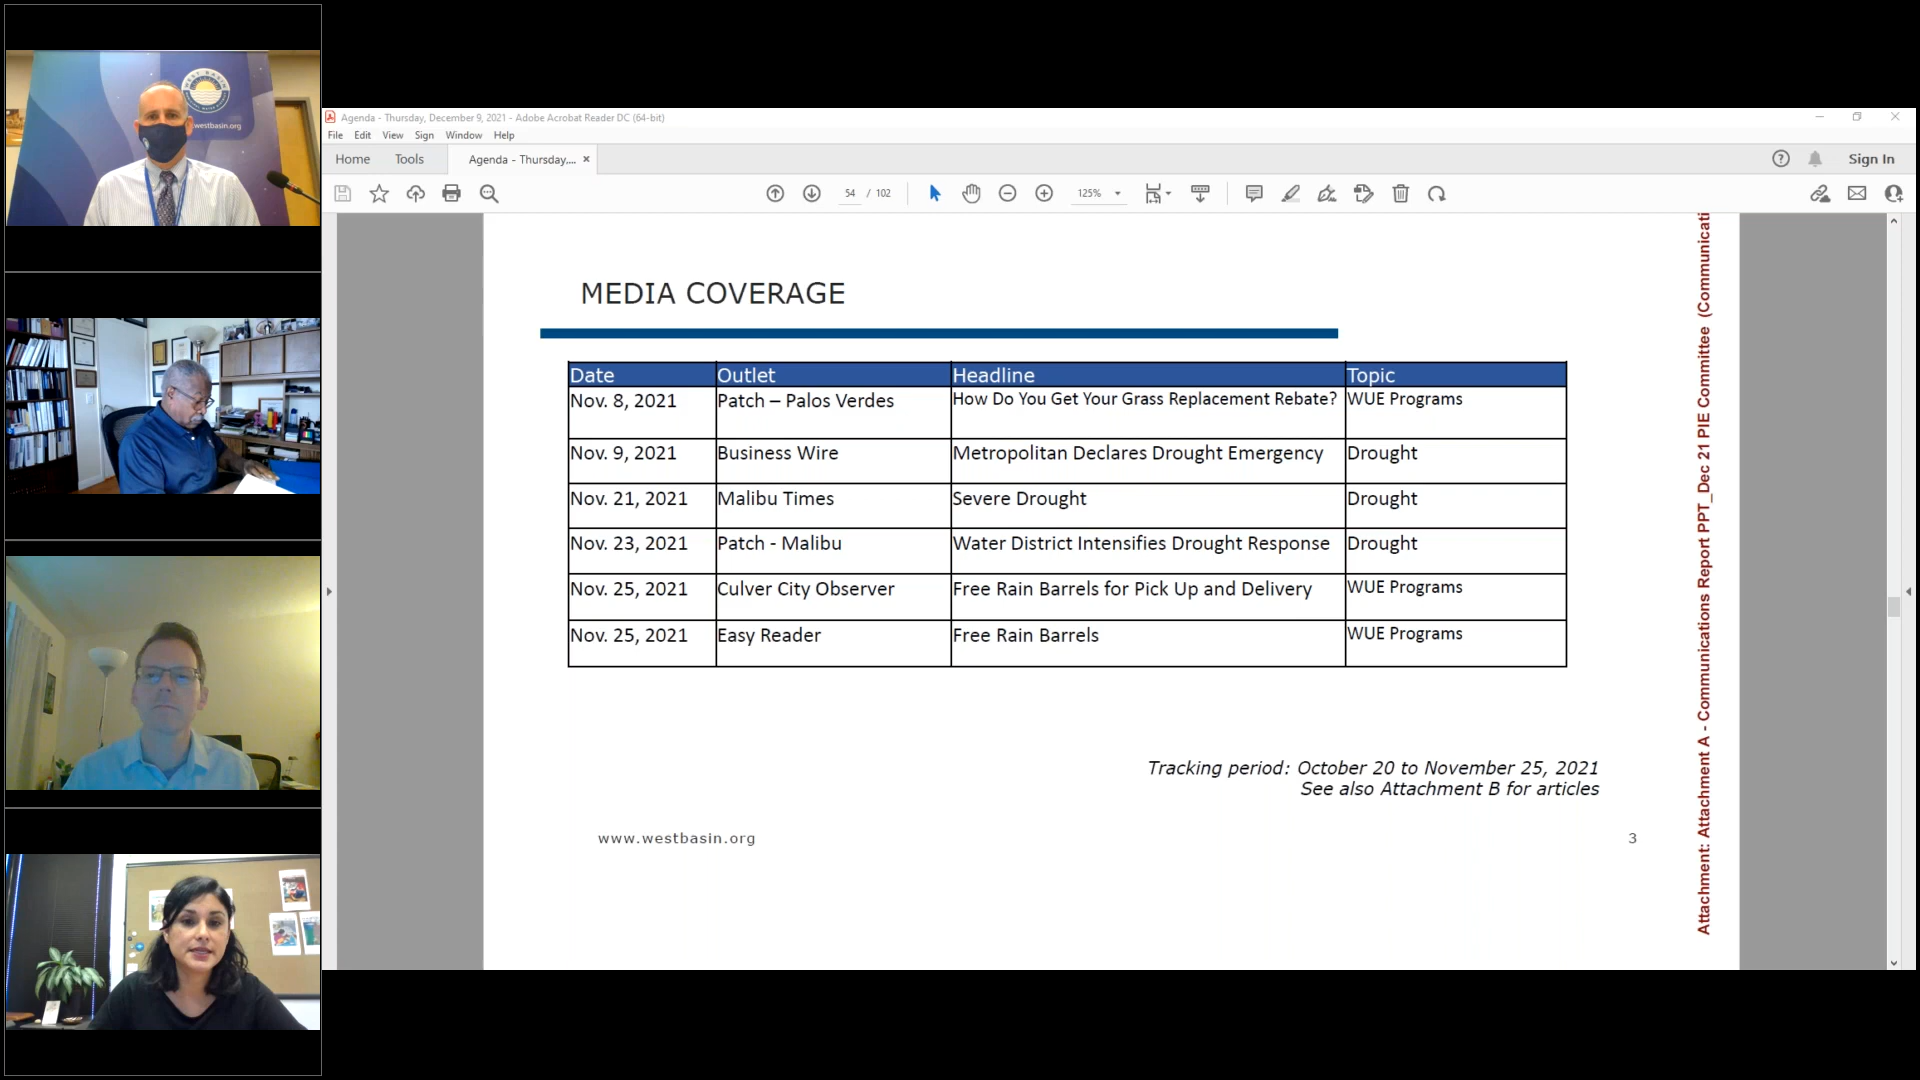 WEST BASIN
westbasin.org
Agenda - Thursday, December 9, 2021 - Adobe Acrobat Reader DC (64-bit)
File Edit View Sign Window Help
Home Tools Agenda - Thursday,... × Sign In
54 / 102 125%
MEDIA COVERAGE
Date Outlet Headline Topic
Nov. 8, 2021 Patch – Palos Verdes How Do You Get Your Grass Replacement Rebate? WUE Programs
Nov. 9, 2021 Business Wire Metropolitan Declares Drought Emergency Drought
Nov. 21, 2021 Malibu Times Severe Drought Drought
Nov. 23, 2021 Patch - Malibu Water District Intensifies Drought Response Drought
Nov. 25, 2021 Culver City Observer Free Rain Barrels for Pick Up and Delivery WUE Programs
Nov. 25, 2021 Easy Reader Free Rain Barrels WUE Programs
Tracking period: October 20 to November 25, 2021
See also Attachment B for articles
www.westbasin.org
3
Attachment: Attachment A - Communications Report PPT_Dec 21 PIE Committee (Communicati